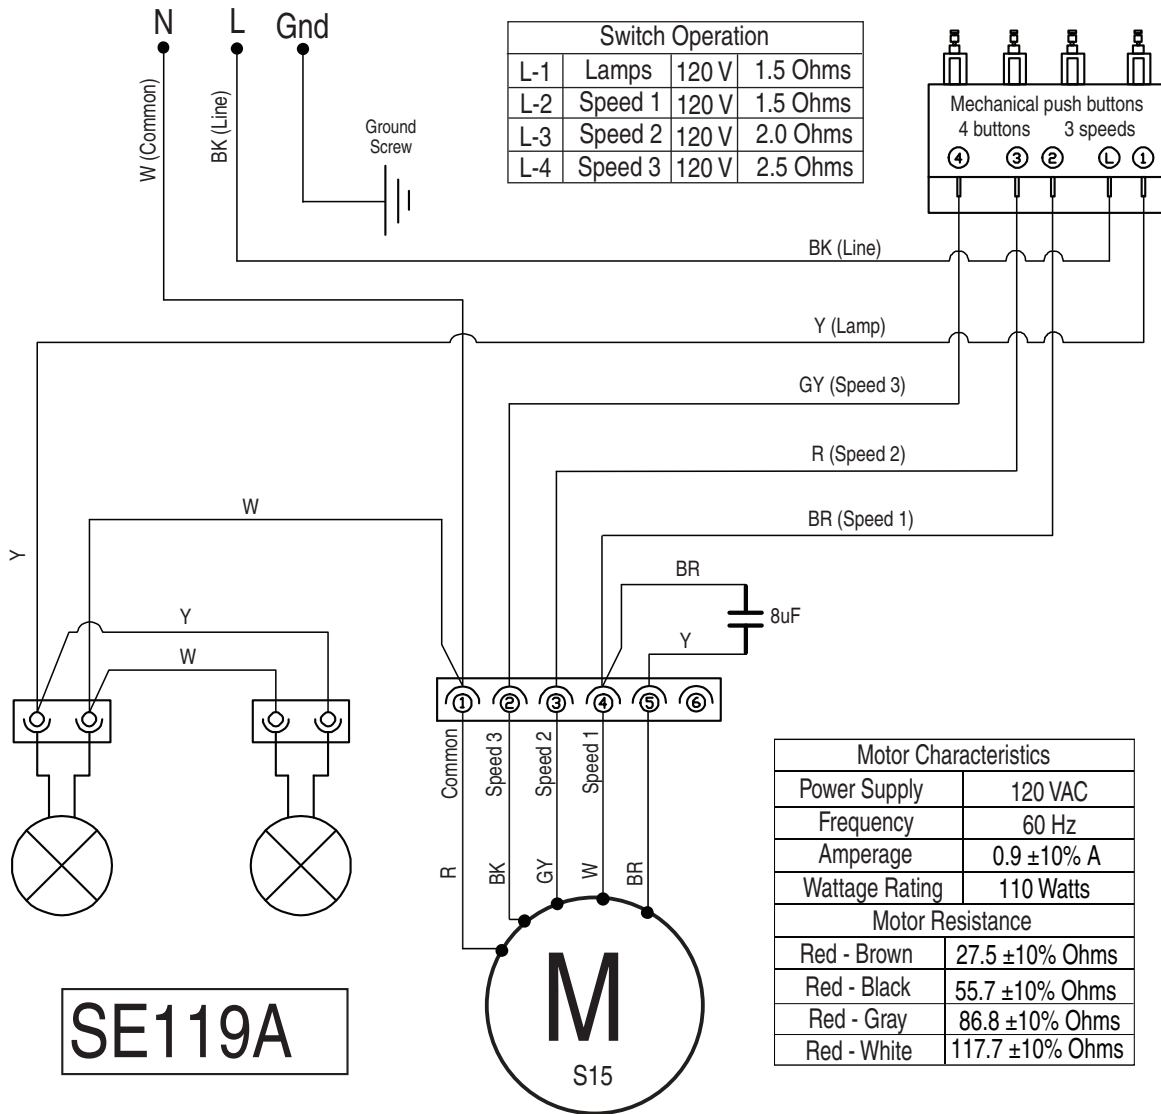 N L Gnd
W (Common)
BK (Line)
Ground
Screw
Switch Operation
L-1 Lamps 120 V 1.5 Ohms
L-2 Speed 1 120 V 1.5 Ohms
L-3 Speed 2 120 V 2.0 Ohms
L-4 Speed 3 120 V 2.5 Ohms
Mechanical push buttons
4 buttons 3 speeds
4 3 2 L 1
BK (Line)
Y (Lamp)
GY (Speed 3)
R (Speed 2)
BR (Speed 1)
W
Y
Y
W
BR
8uF
Y
1 2 3 4 5 6
Common
Speed 3
Speed 2
Speed 1
R
BK
GY
W
BR
M
S15
SE119A
Motor Characteristics
Power Supply 120 VAC
Frequency 60 Hz
Amperage 0.9 ±10% A
Wattage Rating 110 Watts
Motor Resistance
Red - Brown 27.5 ±10% Ohms
Red - Black 55.7 ±10% Ohms
Red - Gray 86.8 ±10% Ohms
Red - White 117.7 ±10% Ohms